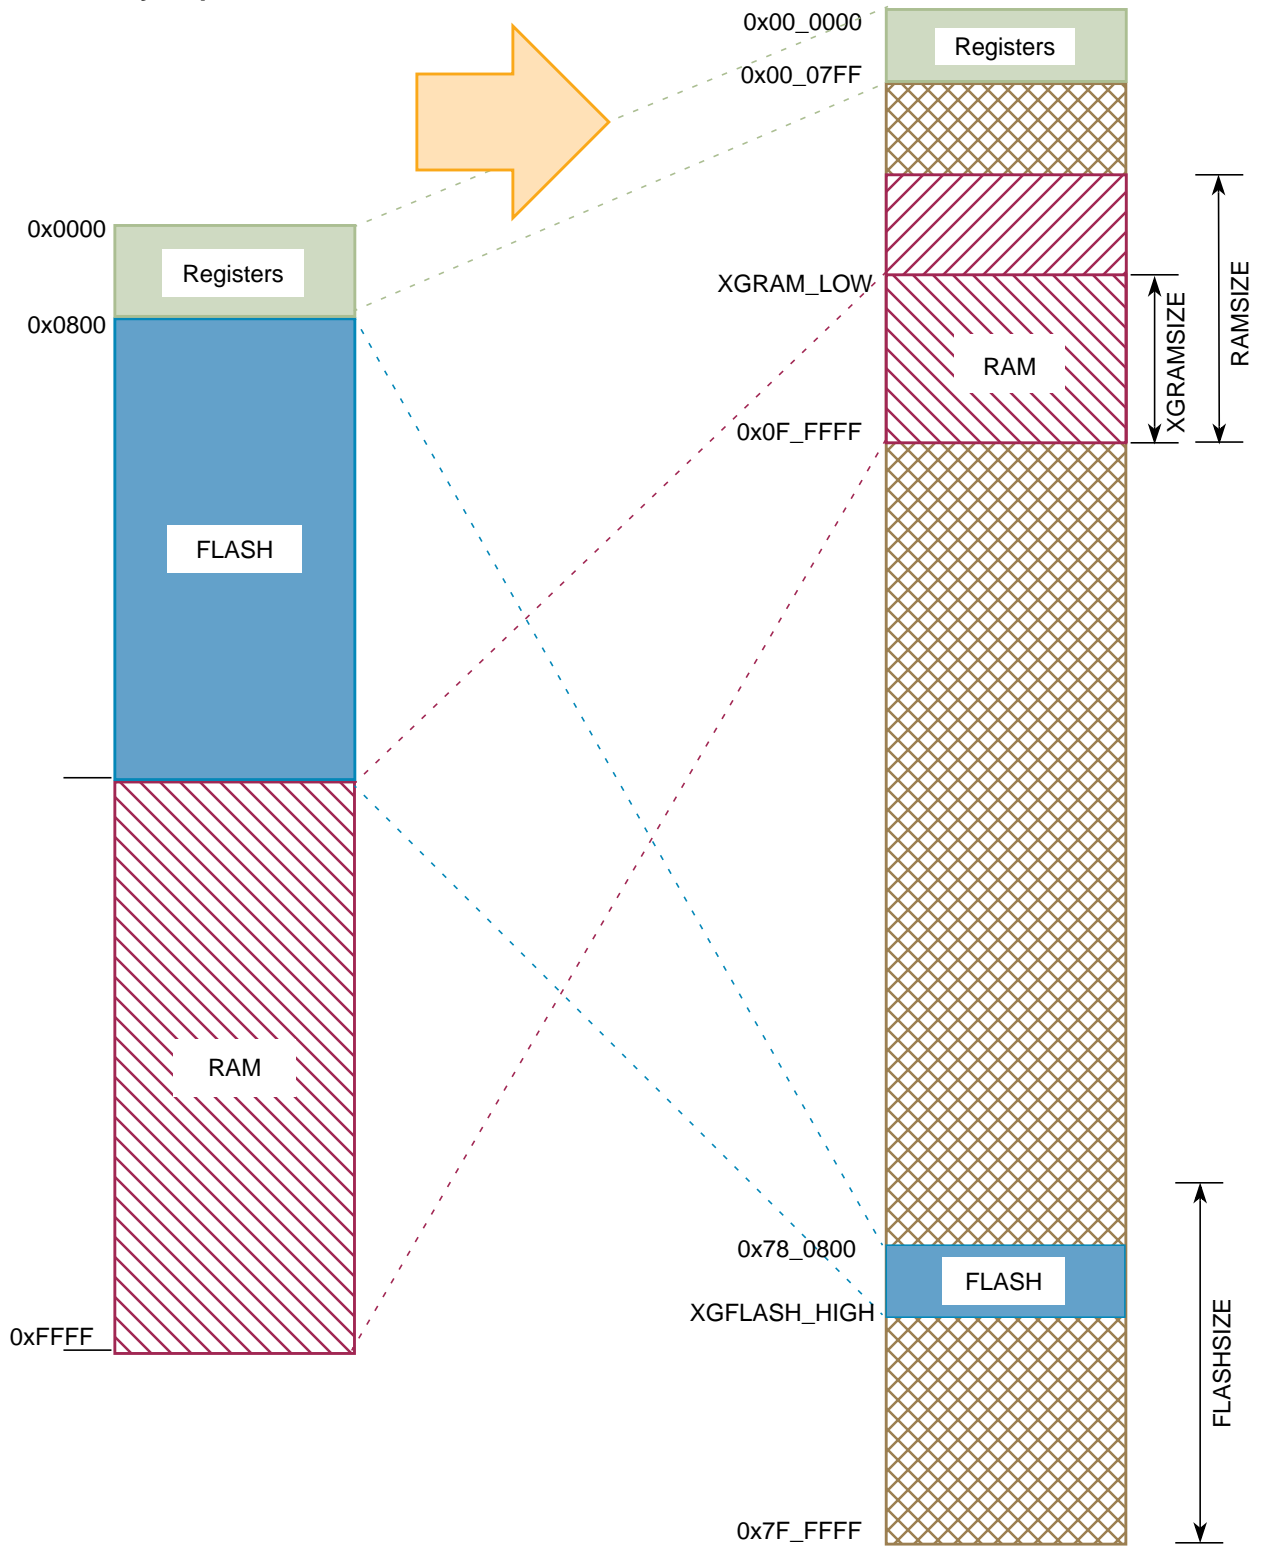 0x00_0000
Registers
0x00_07FF
0x0000
Registers
0x0800
XGRAM_LOW
RAM
XGRAMSIZE
RAMSIZE
0x0F_FFFF
FLASH
RAM
0x78_0800
FLASH
XGFLASH_HIGH
0xFFFF
FLASHSIZE
0x7F_FFFF